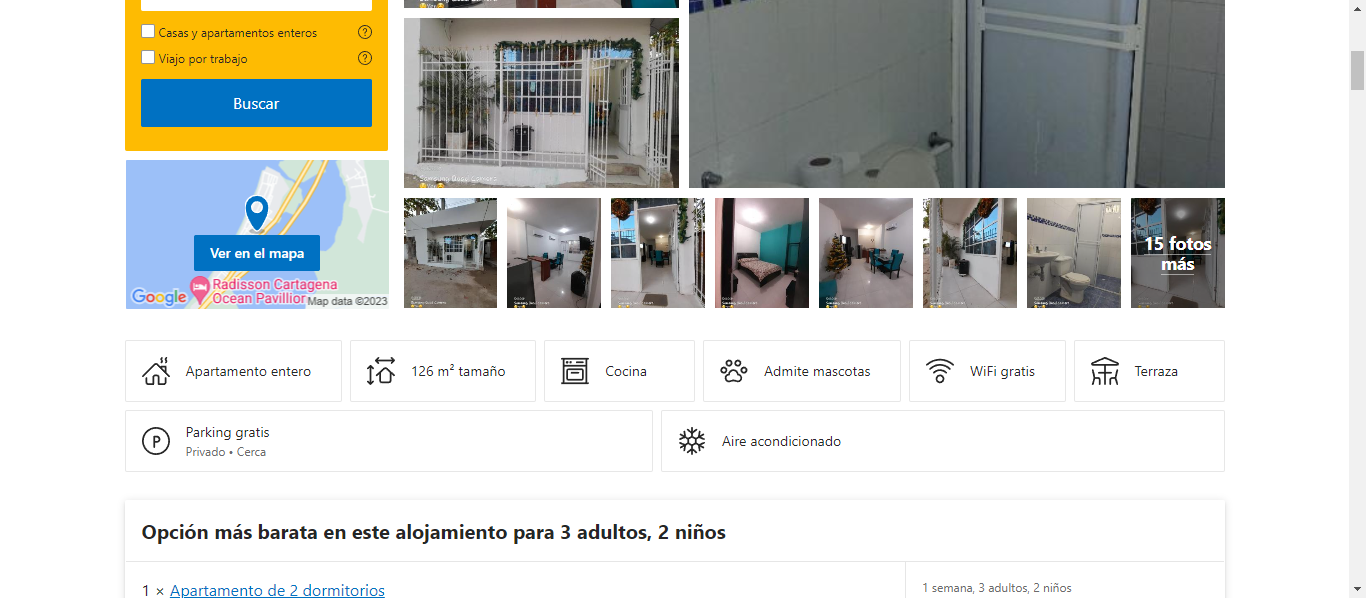 Casas y apartamentos enteros
Viajo por trabajo
Buscar
Ver en el mapa
Radisson Cartagena
Ocean Pavillion
Google
Map data ©2023
15 fotos
más
Apartamento entero
126 m² tamaño
Cocina
Admite mascotas
WiFi gratis
Terraza
P
Parking gratis
Privado • Cerca
Aire acondicionado
Opción más barata en este alojamiento para 3 adultos, 2 niños
1 × Apartamento de 2 dormitorios
1 semana, 3 adultos, 2 niños